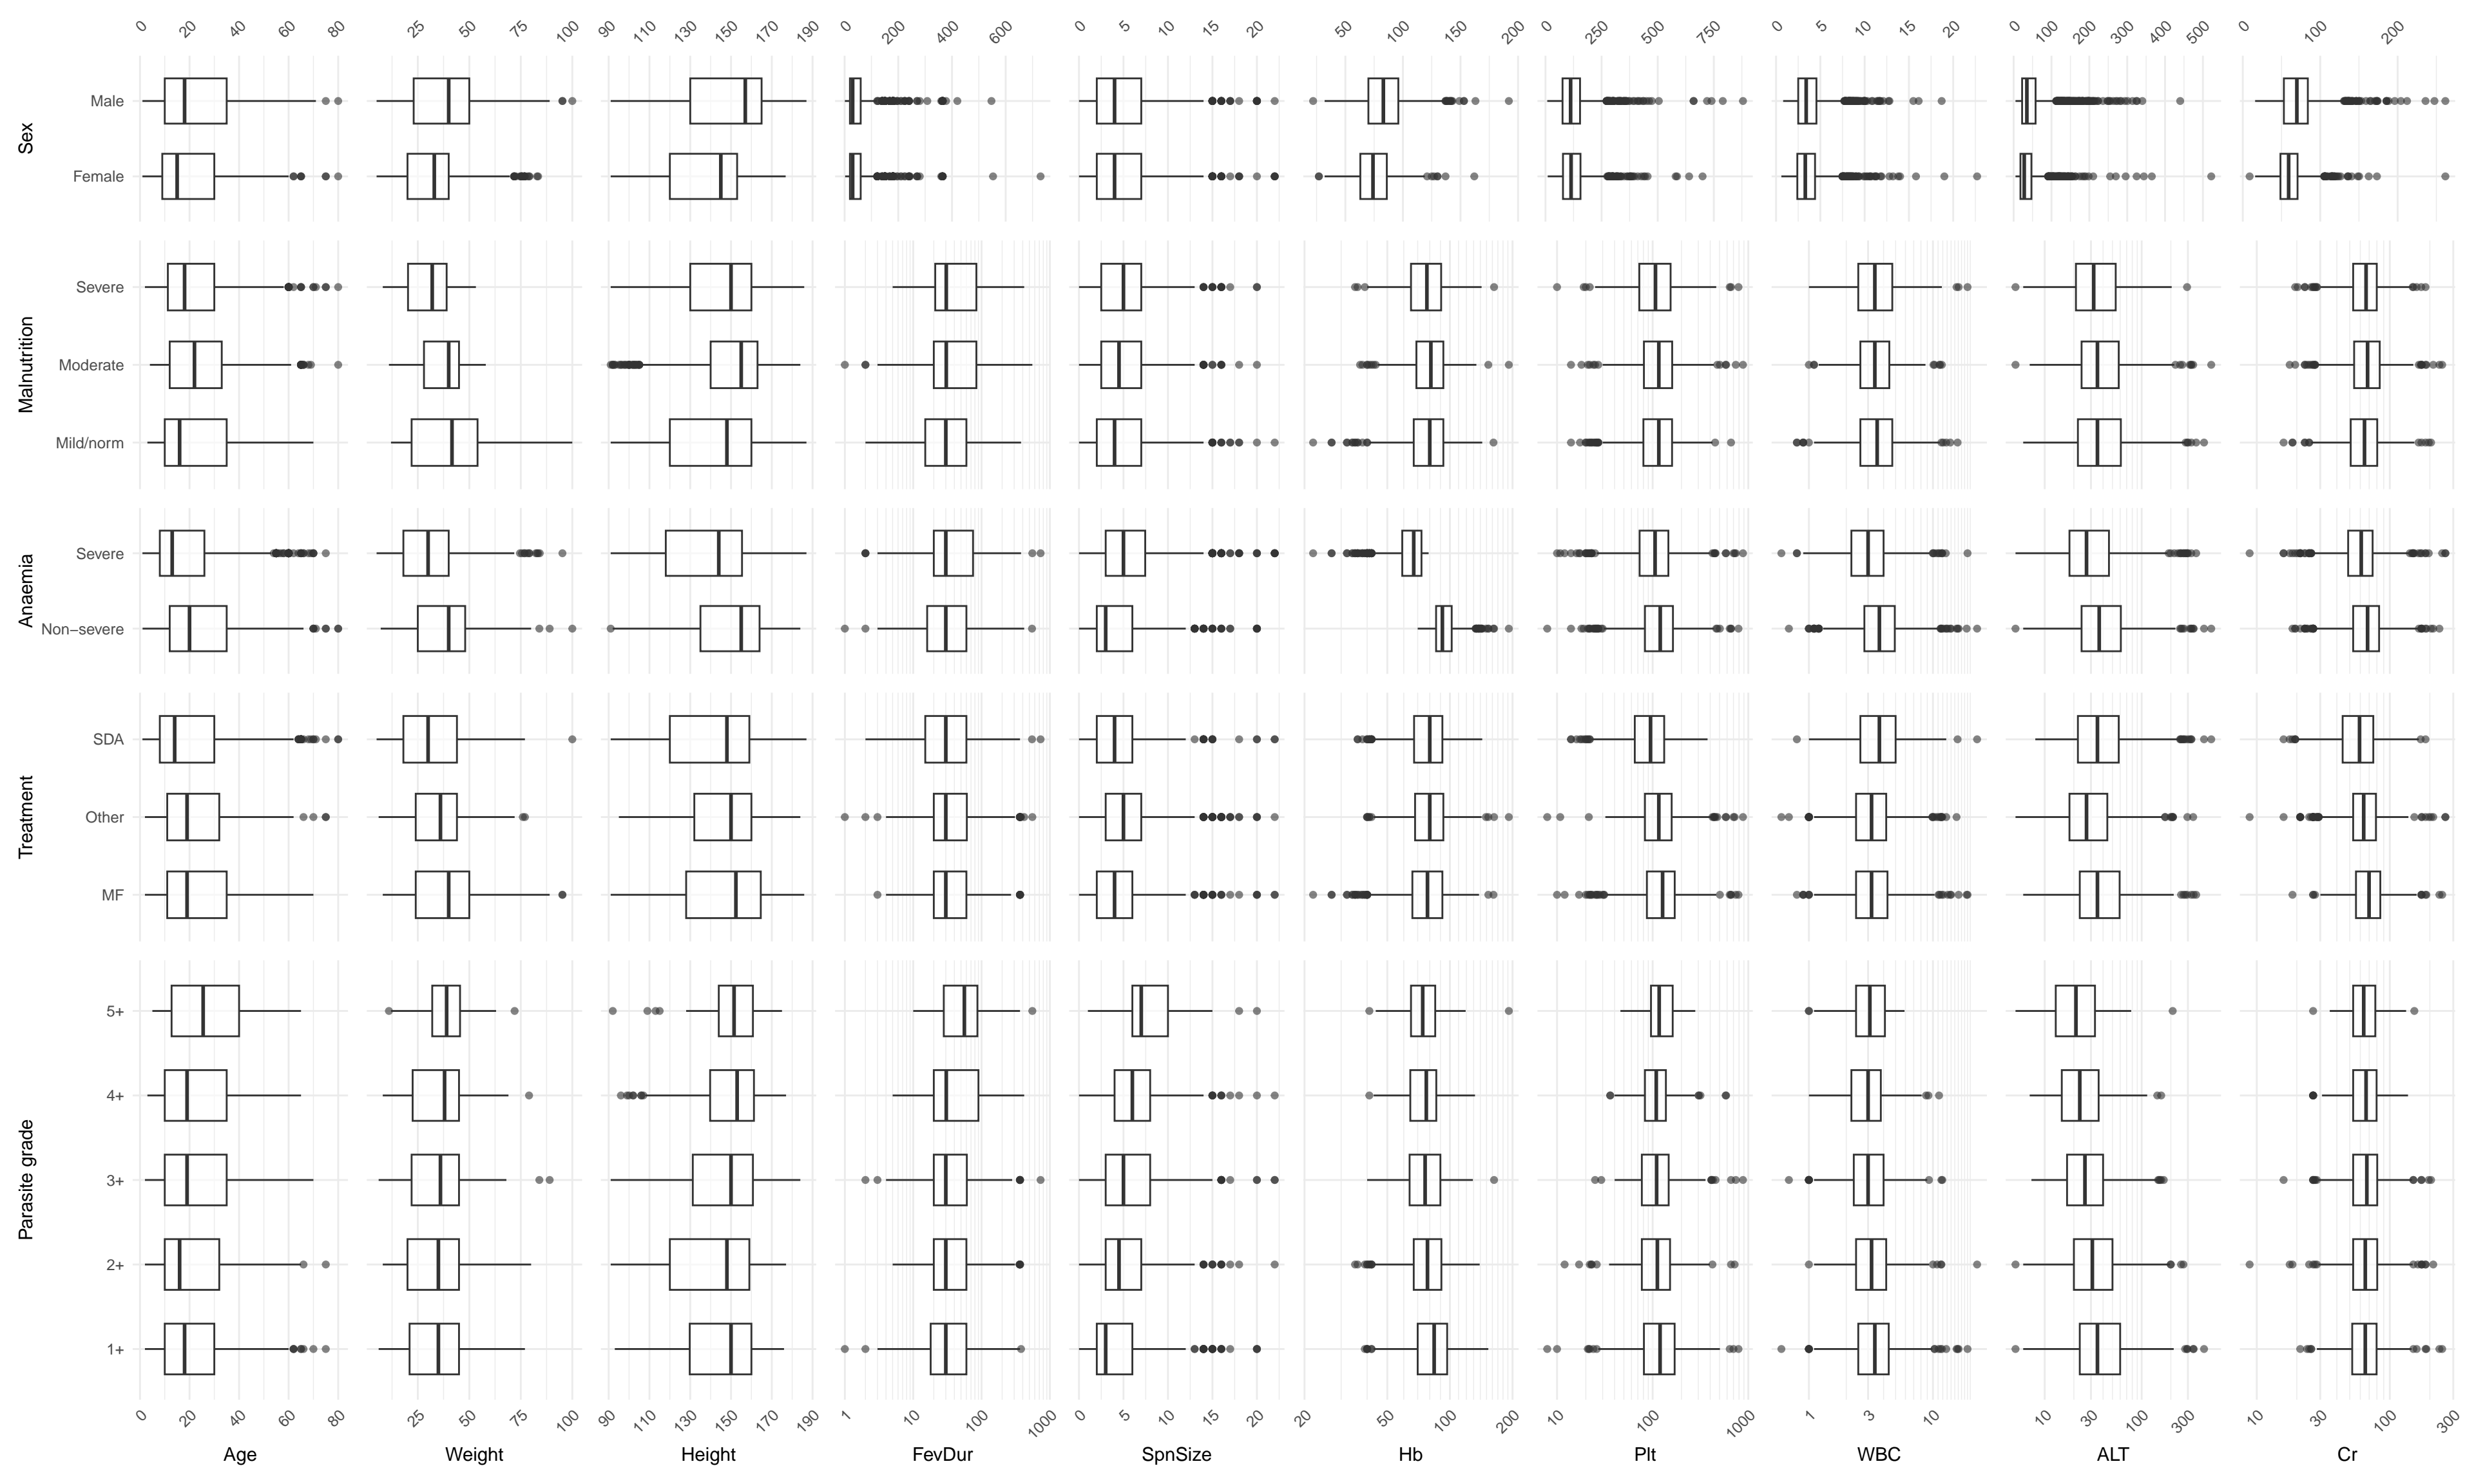 0 20 40 60 80 25 50 75 100 90 110 130 150 170 190 0 200 400 600 0 5 10 15 20 50 100 150 200 0 250 500 750 0 5 10 15 20 0 100 200 300 400 500 0 100 200
Sex
Male
Female
Malnutrition
Severe
Moderate
Mild/norm
Anaemia
Severe
Non−severe
Treatment
SDA
Other
MF
Parasite grade
5+
4+
3+
2+
1+
0 20 40 60 80 25 50 75 100 90 110 130 150 170 190 1 10 100 1000 0 5 10 15 20 20 50 100 200 10 100 1000 1 3 10 10 30 100 300 10 30 100 300
Age Weight Height FevDur SpnSize Hb Plt WBC ALT Cr